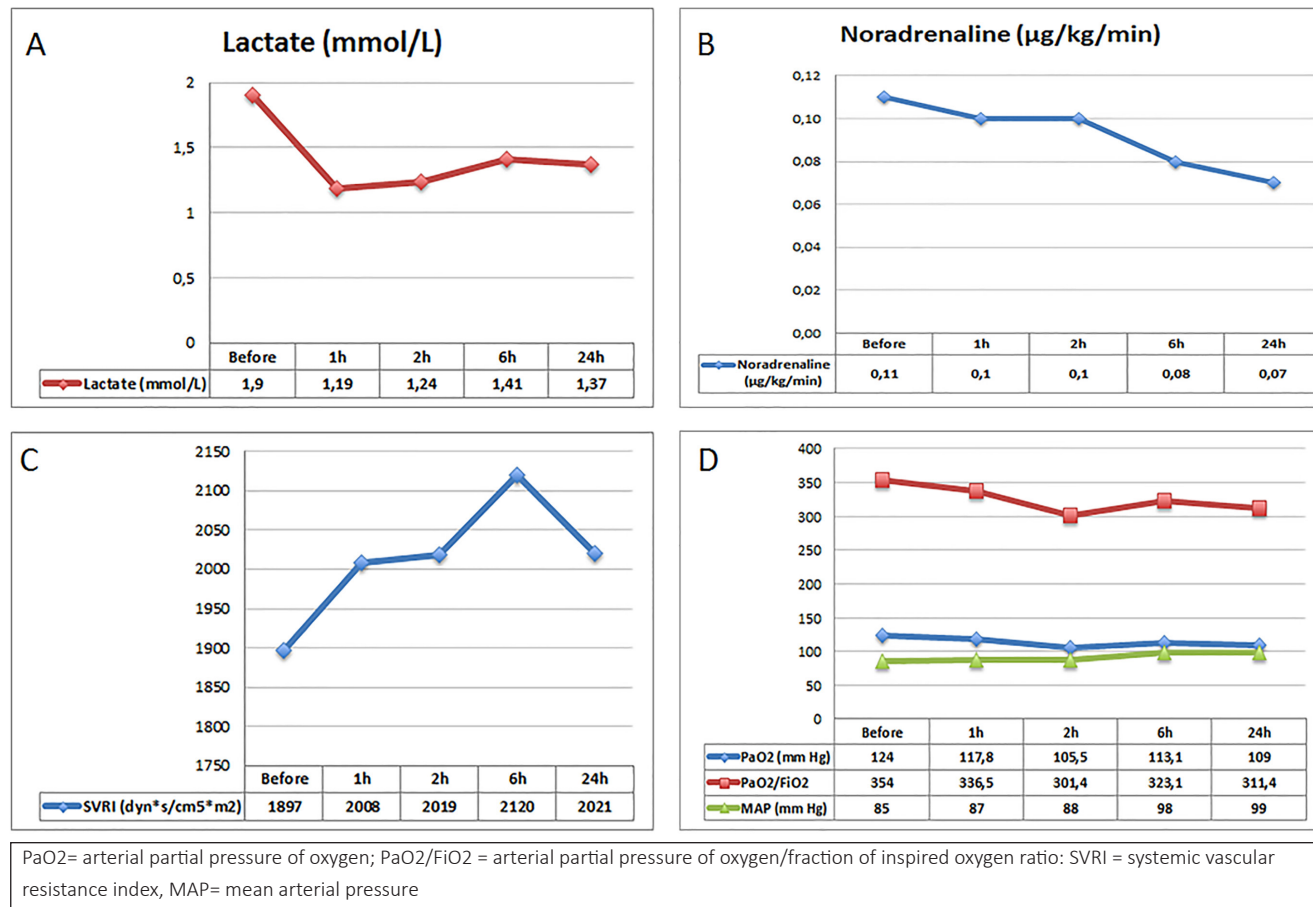 A
Lactate (mmol/L)
2
1,5
1
0,5
0
Before 1h 2h 6h 24h
Lactate (mmol/L) 1,9 1,19 1,24 1,41 1,37
B
Noradrenaline (µg/kg/min)
0,12
0,10
0,08
0,06
0,04
0,02
0,00
Before 1h 2h 6h 24h
Noradrenaline
(µg/kg/min) 0,11 0,1 0,1 0,08 0,07
C
2150
2100
2050
2000
1950
1900
1850
1800
1750
Before 1h 2h 6h 24h
SVRI (dyn*s/cm5*m2) 1897 2008 2019 2120 2021
D
400
350
300
250
200
150
100
50
0
Before 1h 2h 6h 24h
PaO2 (mm Hg) 124 117,8 105,5 113,1 109
PaO2/FiO2 354 336,5 301,4 323,1 311,4
MAP (mm Hg) 85 87 88 98 99
PaO2= arterial partial pressure of oxygen; PaO2/FiO2 = arterial partial pressure of oxygen/fraction of inspired oxygen ratio: SVRI = systemic vascular
resistance index, MAP= mean arterial pressure